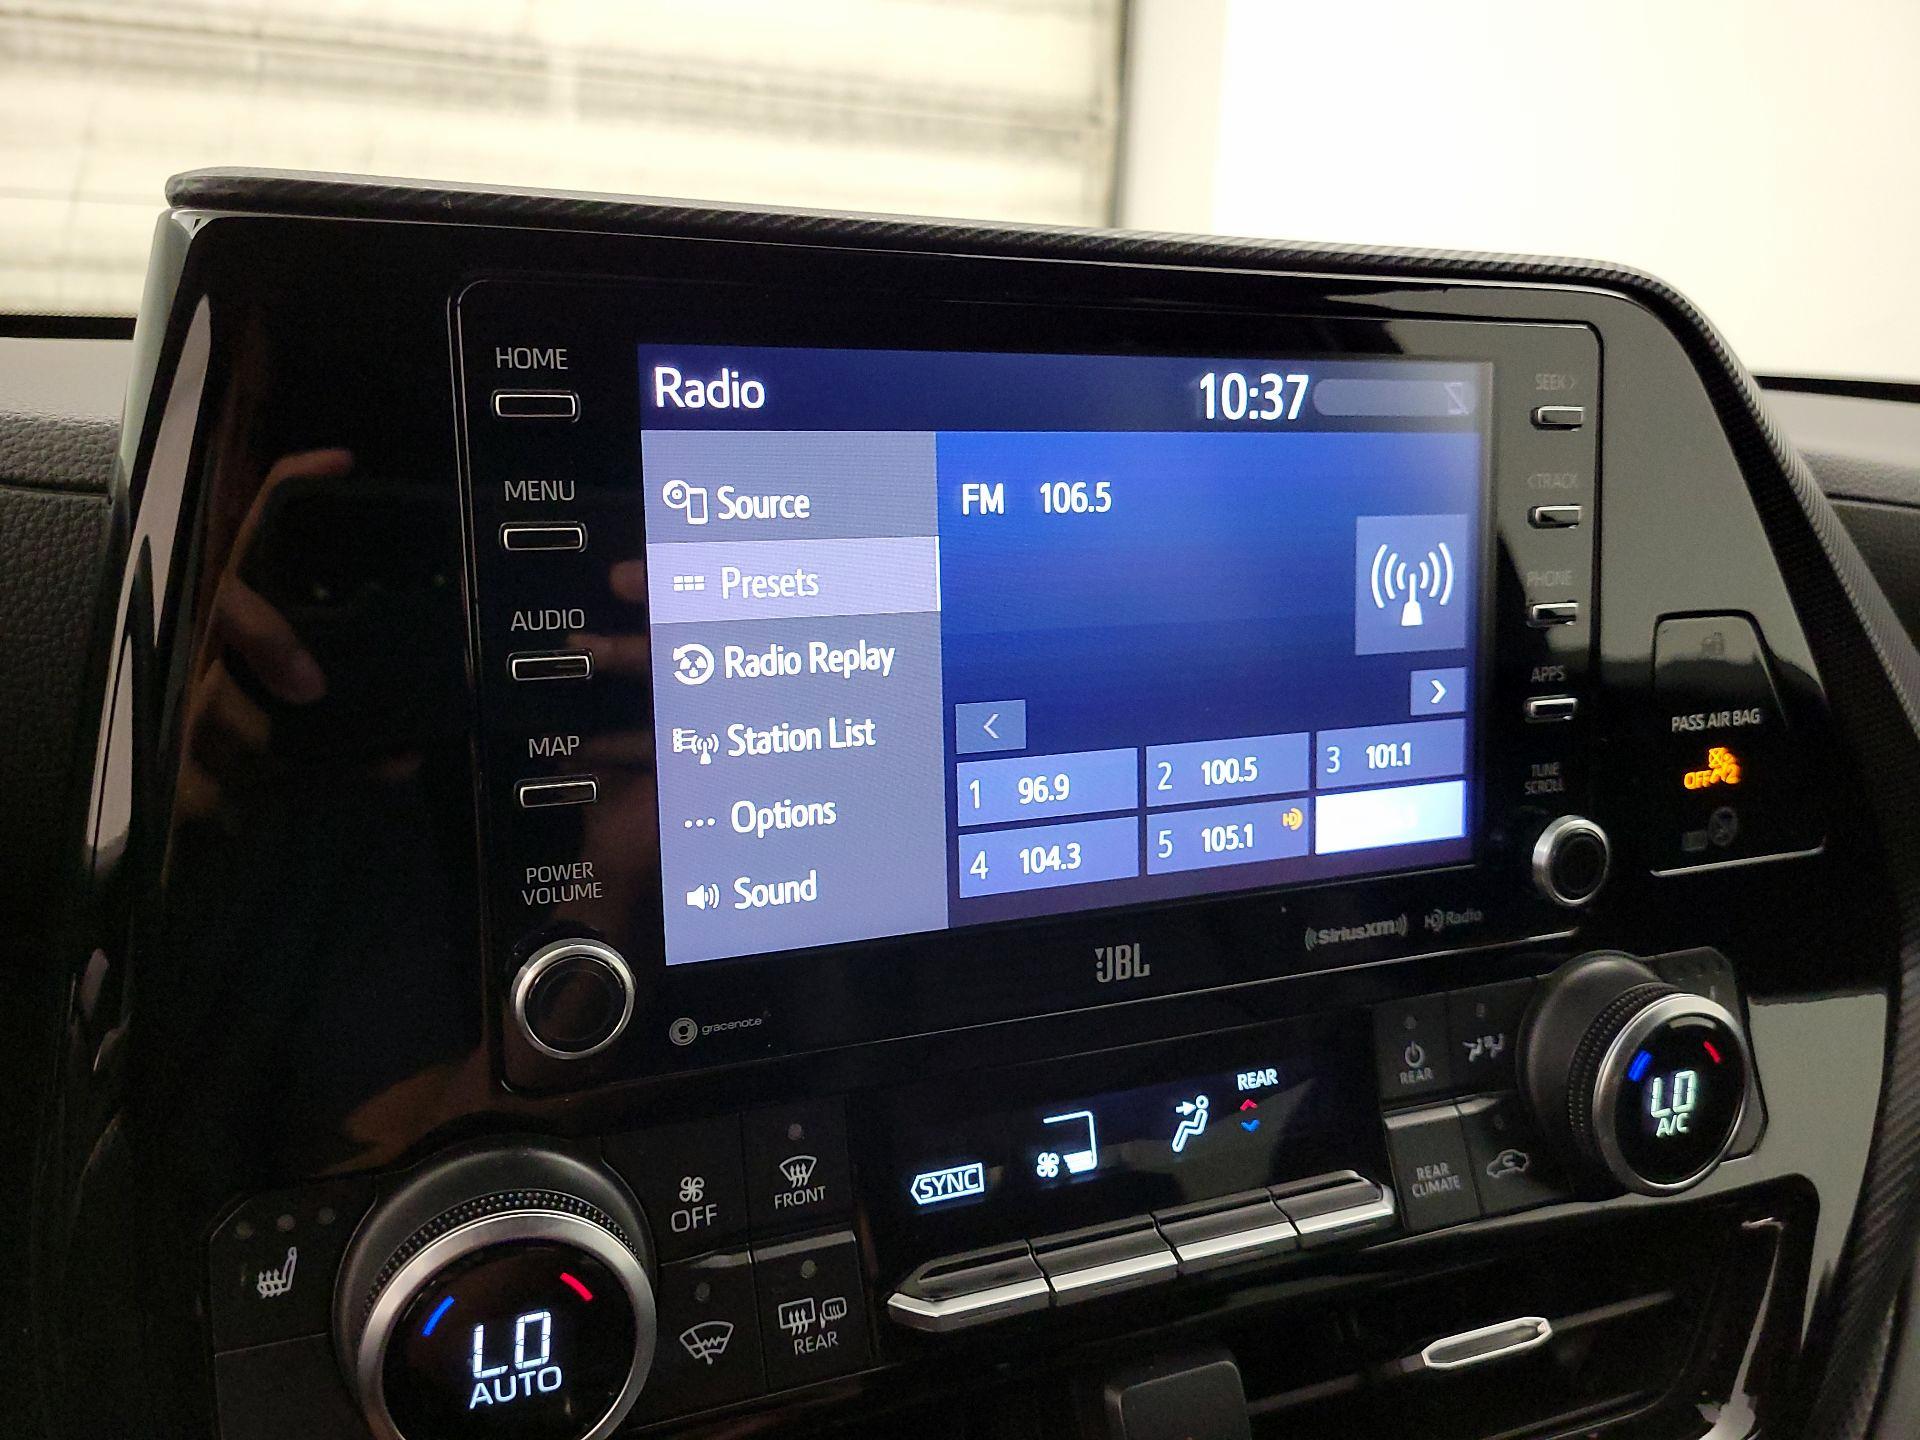 HOME
MENU
AUDIO
MAP
POWER
VOLUME
Radio
10:37
Source
Presets
Radio Replay
Station List
... Options
Sound
FM 106.5
<
>
1 96.9
2 100.5
3 101.1
4 104.3
5 105.1 HD
SEEK >
< TRACK
PHONE
APPS
TUNE
SCROLL
PASS AIR BAG
OFF
2
gracenote
JBL
((SiriusXM))
HD Radio
OFF
FRONT
REAR
LO
AUTO
SYNC
REAR
REAR
REAR
CLIMATE
LO
A/C